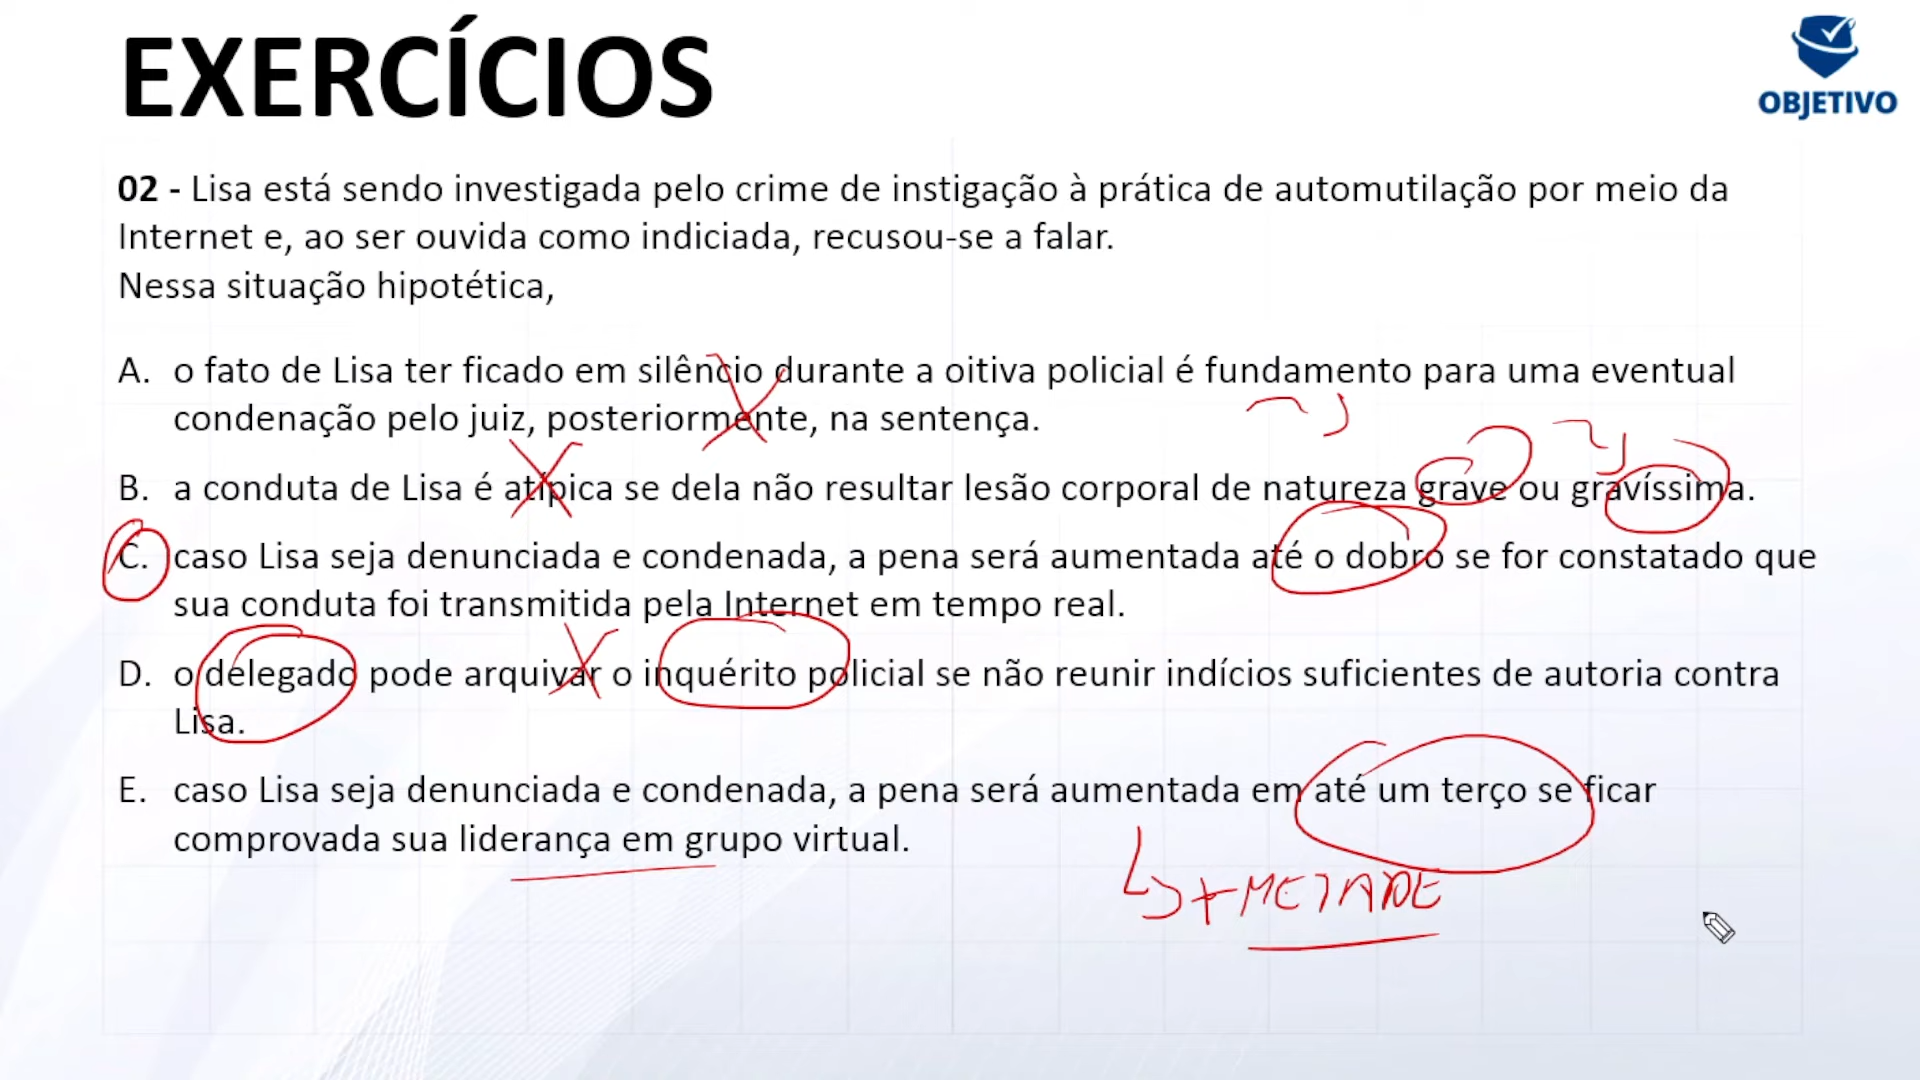 EXERCÍCIOS
OBJETIVO
02 - Lisa está sendo investigada pelo crime de instigação à prática de automutilação por meio da
Internet e, ao ser ouvida como indiciada, recusou-se a falar.
Nessa situação hipotética,
A. o fato de Lisa ter ficado em silêncio durante a oitiva policial é fundamento para uma eventual
condenação pelo juiz, posteriormente, na sentença.
B. a conduta de Lisa é atípica se dela não resultar lesão corporal de natureza grave ou gravíssima.
C. caso Lisa seja denunciada e condenada, a pena será aumentada até o dobro se for constatado que
sua conduta foi transmitida pela Internet em tempo real.
D. o delegado pode arquivar o inquérito policial se não reunir indícios suficientes de autoria contra
Lisa.
E. caso Lisa seja denunciada e condenada, a pena será aumentada em até um terço se ficar
comprovada sua liderança em grupo virtual.
+ METADE